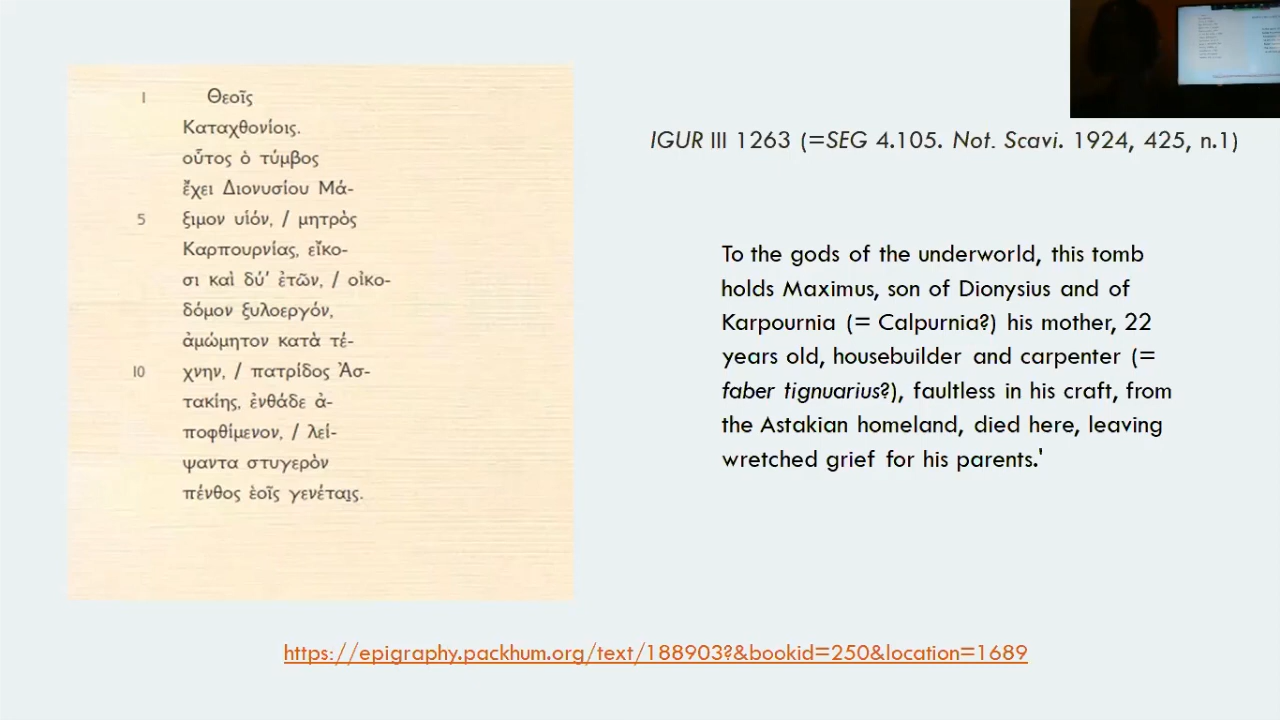 1 Θεοῖς
Καταχθονίοις.
οὗτος ὁ τύμβος
ἔχει Διονυσίου Μά-
5 ξιμον υἱόν, / μητρὸς
Καρπουρνίας, εἴκο-
σι καὶ δύ' ἐτῶν, / οἰκο-
δόμον ξυλοεργόν,
ἀμώμητον κατὰ τέ-
10 χνην, / πατρίδος Ἀσ-
τακίης, ἐνθάδε ἀ-
ποφθίμενον, / λεί-
ψαντα στυγερὸν
πένθος ἑοῖς γενέταις.
IGUR III 1263 (=SEG 4.105. Not. Scavi. 1924, 425, n.1)
To the gods of the underworld, this tomb
holds Maximus, son of Dionysius and of
Karpournia (= Calpurnia?) his mother, 22
years old, housebuilder and carpenter (=
faber tignuarius?), faultless in his craft, from
the Astakian homeland, died here, leaving
wretched grief for his parents.'
https://epigraphy.packhum.org/text/188903?&bookid=250&location=1689